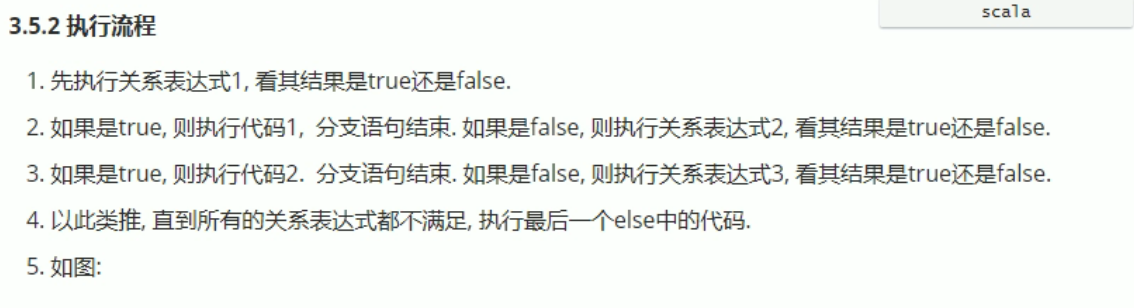 scala
3.5.2 执行流程
1. 先执行关系表达式1, 看其结果是true还是false.
2. 如果是true, 则执行代码1, 分支语句结束. 如果是false, 则执行关系表达式2, 看其结果是true还是false.
3. 如果是true, 则执行代码2. 分支语句结束. 如果是false, 则执行关系表达式3, 看其结果是true还是false.
4. 以此类推, 直到所有的关系表达式都不满足, 执行最后一个else中的代码.
5. 如图: